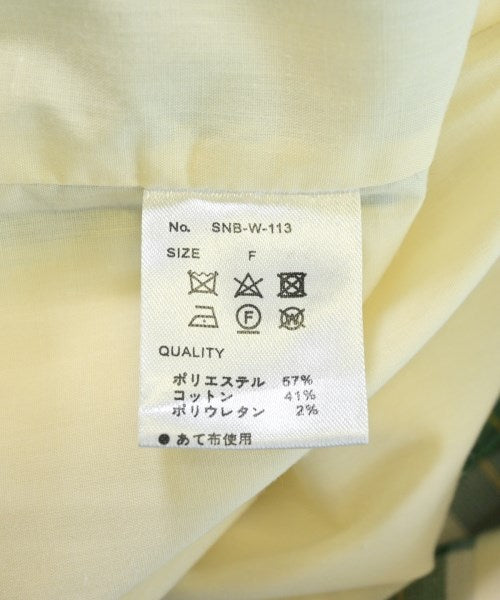 No. SNB-W-113
SIZE F
F W
QUALITY
ポリエステル 57%
コットン 41%
ポリウレタン 2%
●あて布使用